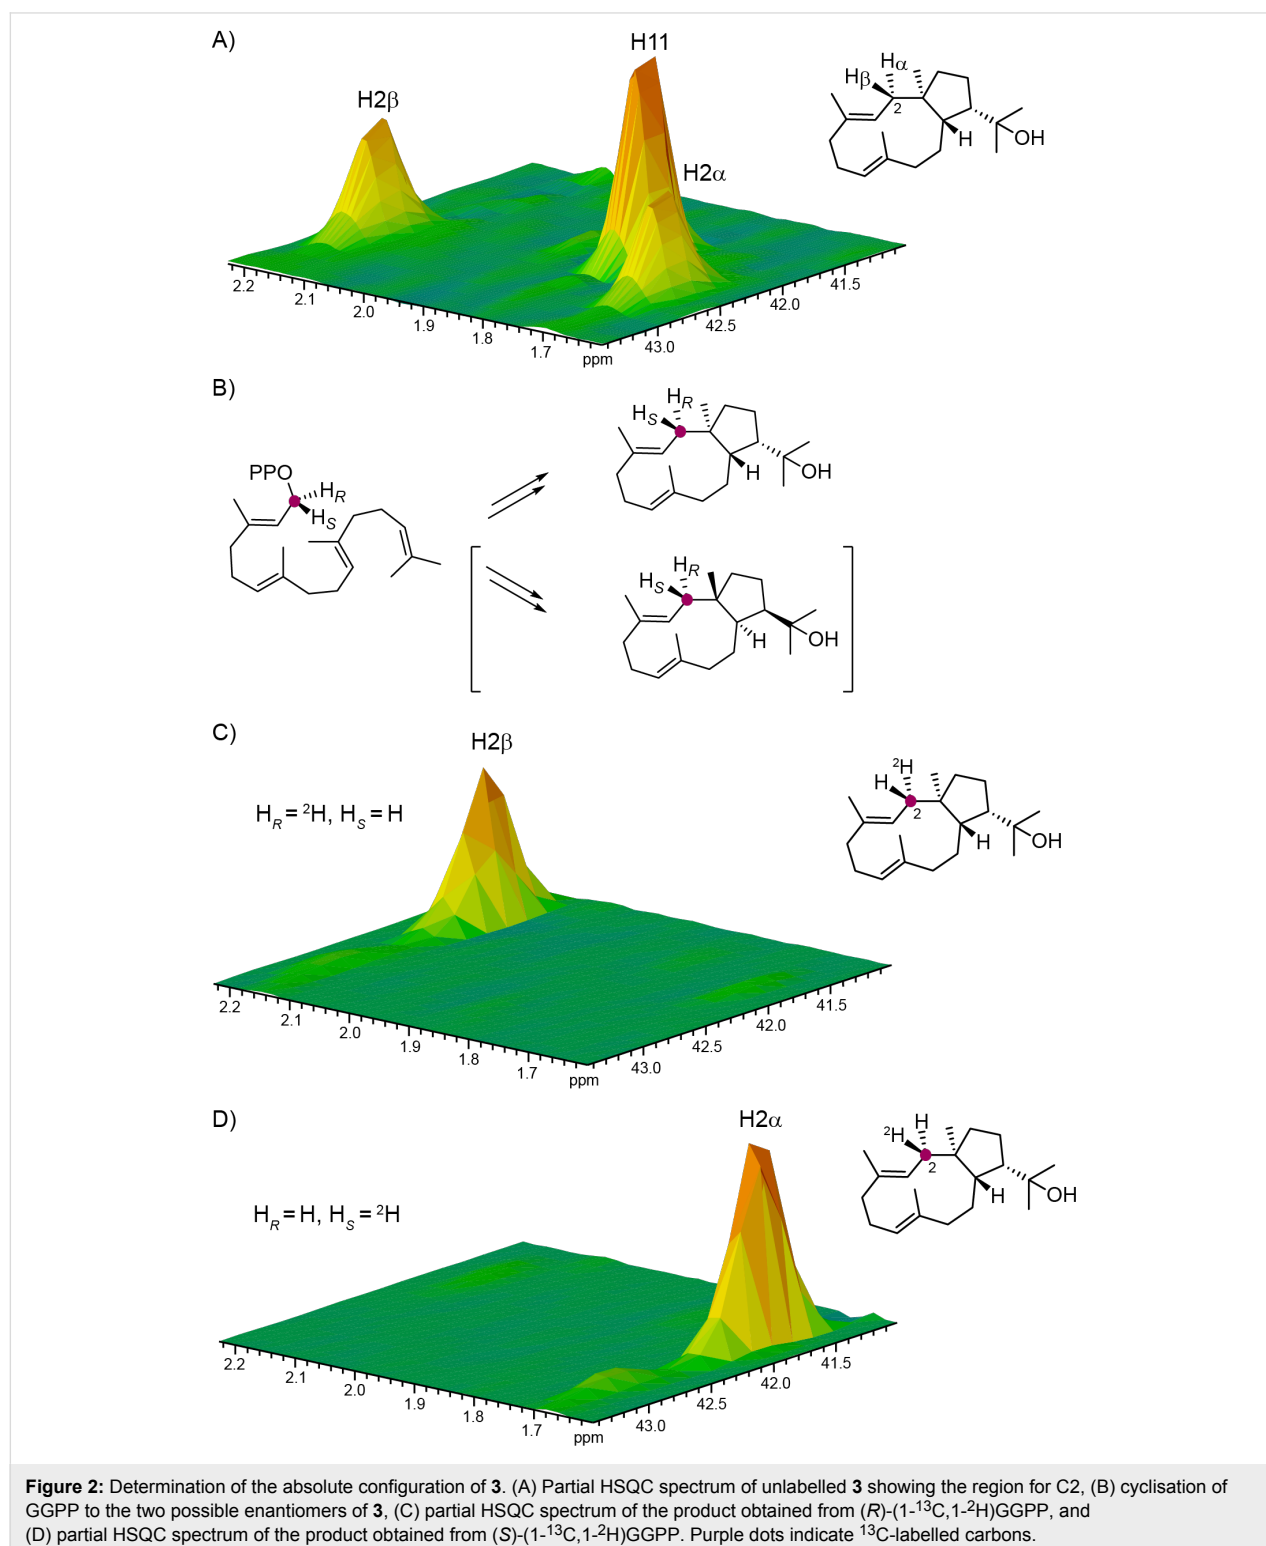 A)
H11
H2β
H2α
Hβ
Hα
2
H
OH
2.2
2.1
2.0
1.9
1.8
1.7
ppm
43.0
42.5
42.0
41.5
B)
PPO
HR
HS
HS
HR
H
OH
HS
HR
H
OH
C)
H2β
HR = ²H, HS = H
²H
H
2
H
OH
2.2
2.1
2.0
1.9
1.8
1.7
ppm
43.0
42.5
42.0
41.5
D)
H2α
HR = H, HS = ²H
H
²H
2
H
OH
2.2
2.1
2.0
1.9
1.8
1.7
ppm
43.0
42.5
42.0
41.5
Figure 2: Determination of the absolute configuration of 3. (A) Partial HSQC spectrum of unlabelled 3 showing the region for C2, (B) cyclisation of
GGPP to the two possible enantiomers of 3, (C) partial HSQC spectrum of the product obtained from (R)-(1-¹³C,1-²H)GGPP, and
(D) partial HSQC spectrum of the product obtained from (S)-(1-¹³C,1-²H)GGPP. Purple dots indicate ¹³C-labelled carbons.